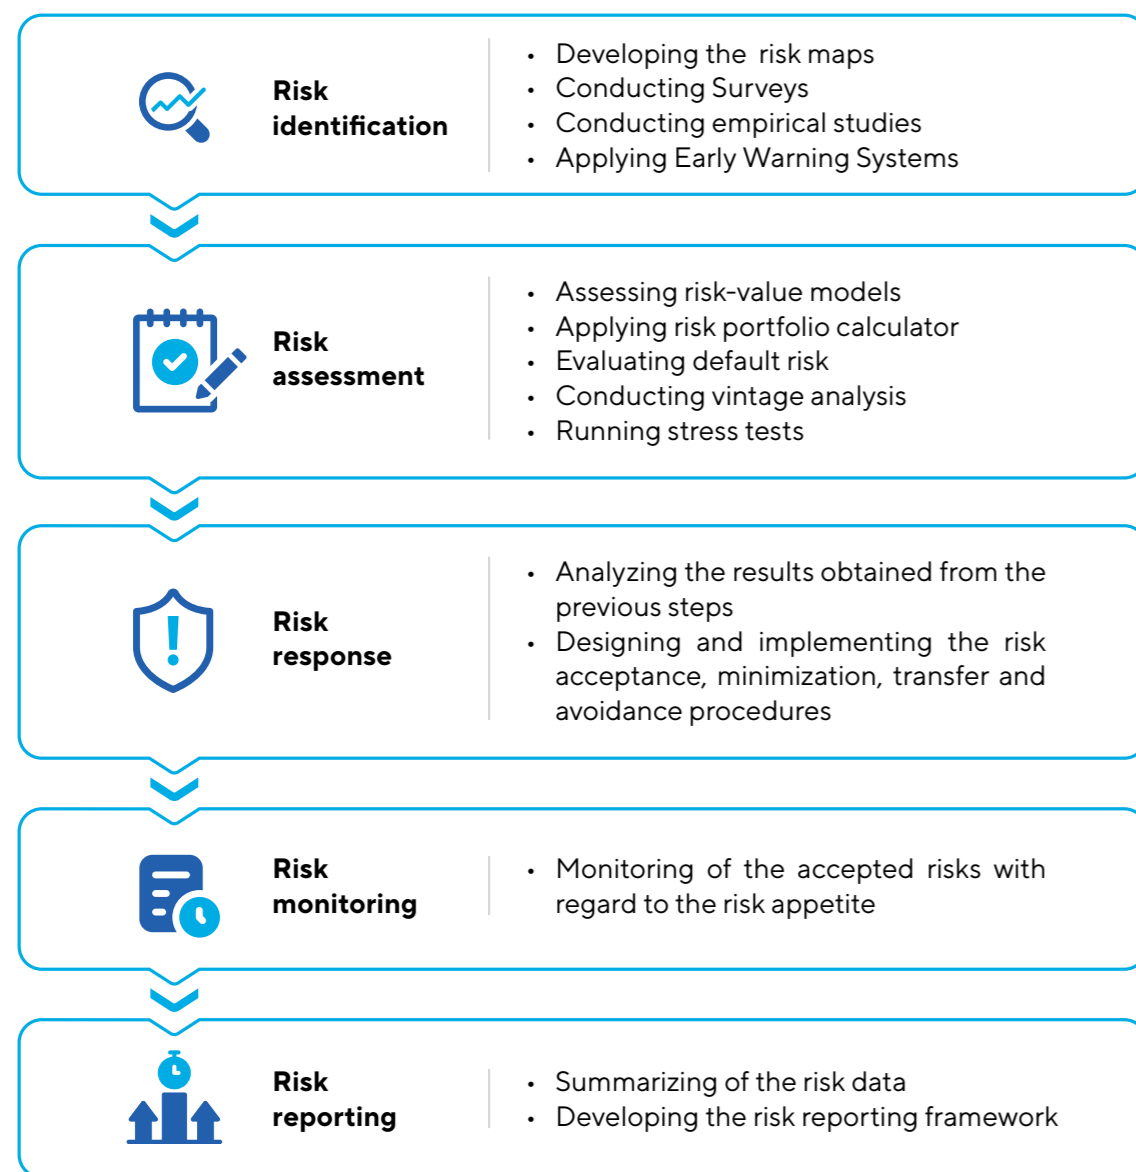 Risk
identification
• Developing the risk maps
• Conducting Surveys
• Conducting empirical studies
• Applying Early Warning Systems
Risk
assessment
• Assessing risk-value models
• Applying risk portfolio calculator
• Evaluating default risk
• Conducting vintage analysis
• Running stress tests
Risk
response
• Analyzing the results obtained from the
previous steps
• Designing and implementing the risk
acceptance, minimization, transfer and
avoidance procedures
Risk
monitoring
• Monitoring of the accepted risks with
regard to the risk appetite
Risk
reporting
• Summarizing of the risk data
• Developing the risk reporting framework